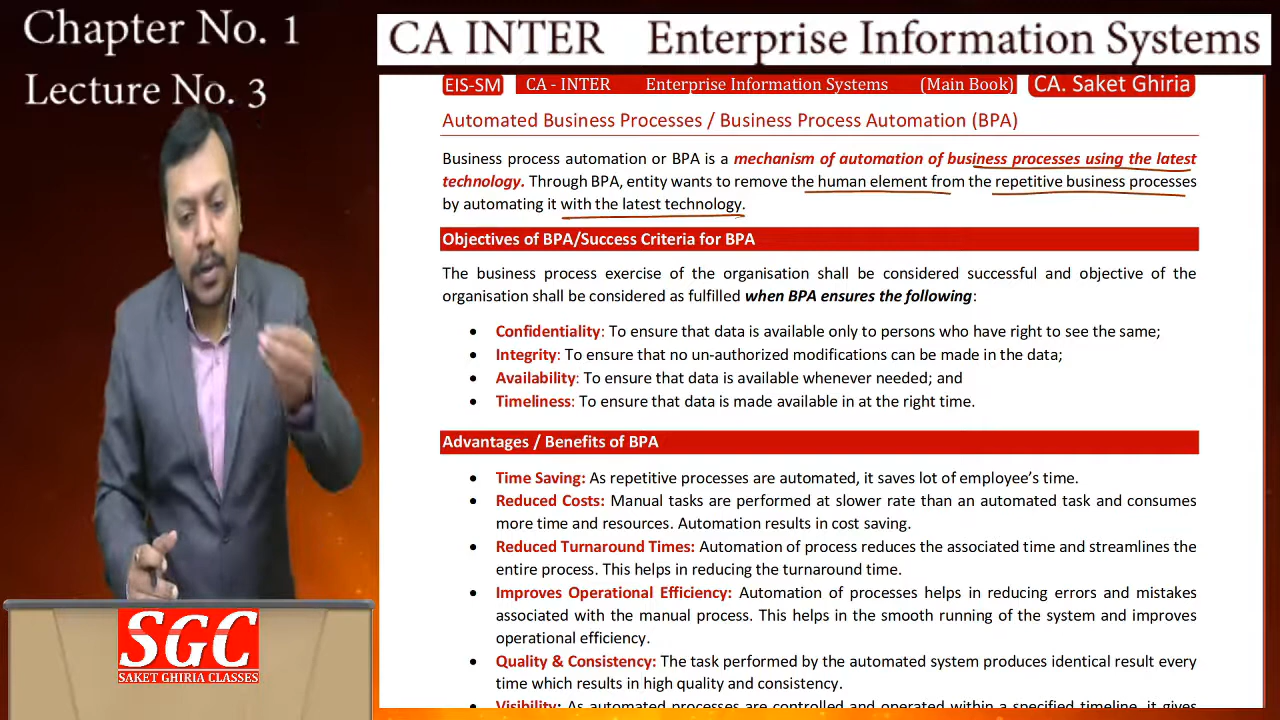 Chapter No. 1
Lecture No. 3
CA INTER Enterprise Information Systems
EIS-SM CA - INTER Enterprise Information Systems (Main Book) CA. Saket Ghiria
Automated Business Processes / Business Process Automation (BPA)
Business process automation or BPA is a mechanism of automation of business processes using the latest
technology. Through BPA, entity wants to remove the human element from the repetitive business processes
by automating it with the latest technology.
Objectives of BPA/Success Criteria for BPA
The business process exercise of the organisation shall be considered successful and objective of the
organisation shall be considered as fulfilled when BPA ensures the following:
• Confidentiality: To ensure that data is available only to persons who have right to see the same;
• Integrity: To ensure that no un-authorized modifications can be made in the data;
• Availability: To ensure that data is available whenever needed; and
• Timeliness: To ensure that data is made available in at the right time.
Advantages / Benefits of BPA
• Time Saving: As repetitive processes are automated, it saves lot of employee's time.
• Reduced Costs: Manual tasks are performed at slower rate than an automated task and consumes
more time and resources. Automation results in cost saving.
• Reduced Turnaround Times: Automation of process reduces the associated time and streamlines the
entire process. This helps in reducing the turnaround time.
• Improves Operational Efficiency: Automation of processes helps in reducing errors and mistakes
associated with the manual process. This helps in the smooth running of the system and improves
operational efficiency.
• Quality & Consistency: The task performed by the automated system produces identical result every
time which results in high quality and consistency.
• Visibility: As automated processes are controlled and operated within a specified timeline, it gives
SGC
SAKET GHIRIA CLASSES